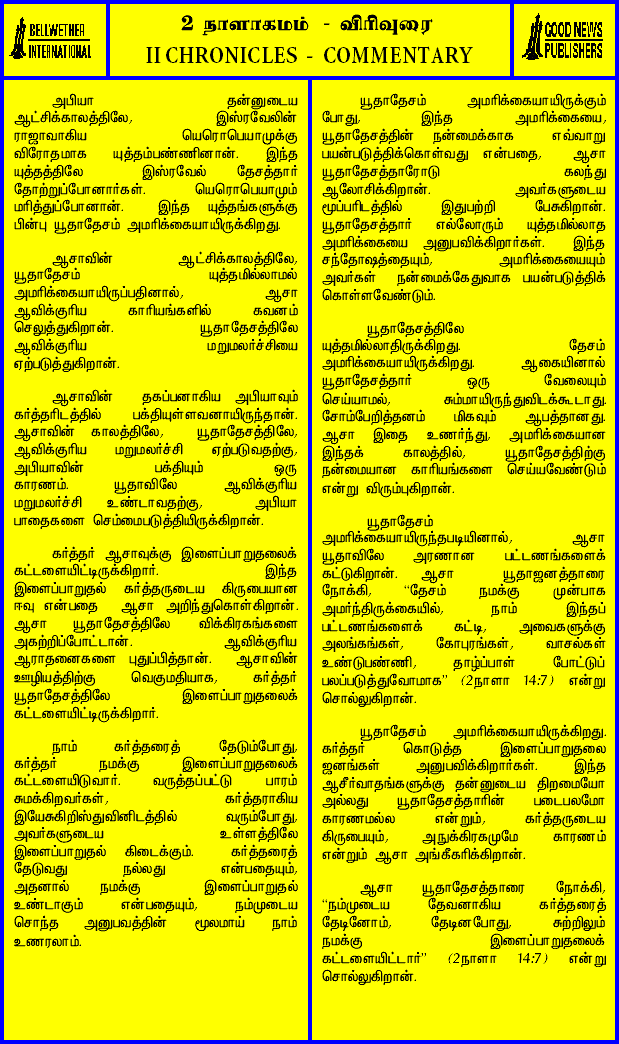 BELLWETHER
INTERNATIONAL
2 நாளாகமம் - விரிவுரை
II CHRONICLES - COMMENTARY
GOOD NEWS
PUBLISHERS
அபியா தன்னுடைய
ஆட்சிக்காலத்திலே, இஸ்ரவேலின்
ராஜாவாகிய யெரொபெயாமுக்கு
விரோதமாக யுத்தம்பண்ணினான். இந்த
யுத்தத்திலே இஸ்ரவேல் தேசத்தார்
தோற்றுப்போனார்கள். யெரொபெயாமும்
மரித்துப்போனான். இந்த யுத்தங்களுக்கு
பின்பு யூதாதேசம் அமரிக்கையாயிருக்கிறது.
ஆசாவின் ஆட்சிக்காலத்திலே,
யூதாதேசம் யுத்தமில்லாமல்
அமரிக்கையாயிருப்பதினால், ஆசா
ஆவிக்குரிய காரியங்களில் கவனம்
செலுத்துகிறான். யூதாதேசத்திலே
ஆவிக்குரிய மறுமலர்ச்சியை
ஏற்படுத்துகிறான்.
ஆசாவின் தகப்பனாகிய அபியாவும்
கர்த்தரிடத்தில் பக்தியுள்ளவனாயிருந்தான்.
ஆசாவின் காலத்திலே, யூதாதேசத்திலே,
ஆவிக்குரிய மறுமலர்ச்சி ஏற்படுவதற்கு,
அபியாவின் பக்தியும் ஒரு
காரணம். யூதாவிலே ஆவிக்குரிய
மறுமலர்ச்சி உண்டாவதற்கு, அபியா
பாதைகளை செம்மைபடுத்தியிருக்கிறான்.
கர்த்தர் ஆசாவுக்கு இளைப்பாறுதலைக்
கட்டளையிட்டிருக்கிறார். இந்த
இளைப்பாறுதல் கர்த்தருடைய கிருபையான
ஈவு என்பதை ஆசா அறிந்துகொள்கிறான்.
ஆசா யூதாதேசத்திலே விக்கிரகங்களை
அகற்றிப்போட்டான். ஆவிக்குரிய
ஆராதனைகளை புதுப்பித்தான். ஆசாவின்
ஊழியத்திற்கு வெகுமதியாக, கர்த்தர்
யூதாதேசத்திலே இளைப்பாறுதலைக்
கட்டளையிட்டிருக்கிறார்.
நாம் கர்த்தரைத் தேடும்போது,
கர்த்தர் நமக்கு இளைப்பாறுதலைக்
கட்டளையிடுவார். வருத்தப்பட்டு பாரம்
சுமக்கிறவர்கள், கர்த்தராகிய
இயேசுகிறிஸ்துவினிடத்தில் வரும்போது,
அவர்களுடைய உள்ளத்திலே
இளைப்பாறுதல் கிடைக்கும். கர்த்தரைத்
தேடுவது நல்லது என்பதையும்,
அதனால் நமக்கு இளைப்பாறுதல்
உண்டாகும் என்பதையும், நம்முடைய
சொந்த அனுபவத்தின் மூலமாய் நாம்
உணரலாம்.
யூதாதேசம் அமரிக்கையாயிருக்கும்
போது, இந்த அமரிக்கையை,
யூதாதேசத்தின் நன்மைக்காக எவ்வாறு
பயன்படுத்திக்கொள்வது என்பதை, ஆசா
யூதாதேசத்தாரோடு கலந்து
ஆலோசிக்கிறான். அவர்களுடைய
மூப்பரிடத்தில் இதுபற்றி பேசுகிறான்.
யூதாதேசத்தார் எல்லோரும் யுத்தமில்லாத
அமரிக்கையை அனுபவிக்கிறார்கள். இந்த
சந்தோஷத்தையும், அமரிக்கையையும்
அவர்கள் நன்மைக்கேதுவாக பயன்படுத்திக்
கொள்ளவேண்டும்.
யூதாதேசத்திலே
யுத்தமில்லாதிருக்கிறது. தேசம்
அமரிக்கையாயிருக்கிறது. ஆகையினால்
யூதாதேசத்தார் ஒரு வேலையும்
செய்யாமல், சும்மாயிருந்துவிடக்கூடாது.
சோம்பேறித்தனம் மிகவும் ஆபத்தானது.
ஆசா இதை உணர்ந்து, அமரிக்கையான
இந்தக் காலத்தில், யூதாதேசத்திற்கு
நன்மையான காரியங்களை செய்யவேண்டும்
என்று விரும்புகிறான்.
யூதாதேசம்
அமரிக்கையாயிருந்தபடியினால், ஆசா
யூதாவிலே அரணான பட்டணங்களைக்
கட்டுகிறான். ஆசா யூதாஜனத்தாரை
நோக்கி, “தேசம் நமக்கு முன்பாக
அமர்ந்திருக்கையில், நாம் இந்தப்
பட்டணங்களைக் கட்டி, அவைகளுக்கு
அலங்கங்கள், கோபுரங்கள், வாசல்கள்
உண்டுபண்ணி, தாழ்ப்பாள் போட்டுப்
பலப்படுத்துவோமாக” (2நாளா 14:7) என்று
சொல்லுகிறான்.
யூதாதேசம் அமரிக்கையாயிருக்கிறது.
கர்த்தர் கொடுத்த இளைப்பாறுதலை
ஜனங்கள் அனுபவிக்கிறார்கள். இந்த
ஆசீர்வாதங்களுக்கு தன்னுடைய திறமையோ
அல்லது யூதாதேசத்தாரின் படைபலமோ
காரணமல்ல என்றும், கர்த்தருடைய
கிருபையும், அநுக்கிரகமுமே காரணம்
என்றும் ஆசா அங்கீகரிக்கிறான்.
ஆசா யூதாதேசத்தாரை நோக்கி,
“நம்முடைய தேவனாகிய கர்த்தரைத்
தேடினோம், தேடினபோது, சுற்றிலும்
நமக்கு இளைப்பாறுதலைக்
கட்டளையிட்டார்” (2நாளா 14:7) என்று
சொல்லுகிறான்.